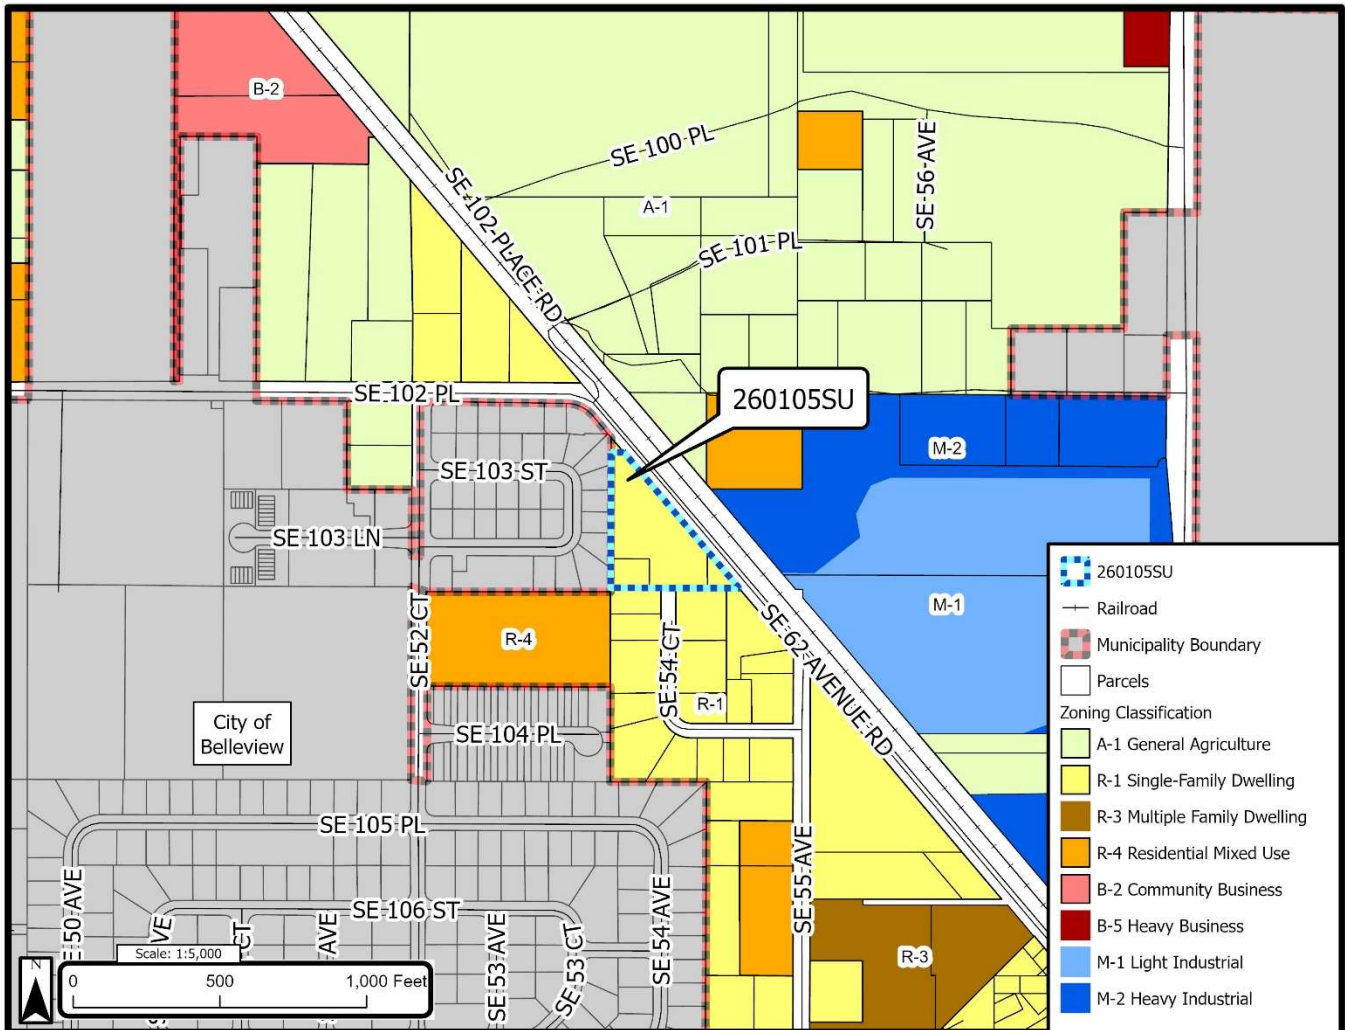 B-2
SE 100 PL
SE 56 AVE
A-1
SE 102 PLACE RD
SE 101 PL
SE 102 PL
260105SU
M-2
SE 103 ST
SE 103 LN
M-1
SE 52 CT
R-4
SE 54 CT
R-1
SE 62 AVENUE RD
City of
Belleview
SE 104 PL
SE 105 PL
SE 55 AVE
SE 106 ST
SE 54 AVE
SE 53 AVE
SE 53 CT
R-3
50 AVE
AVE
CT
AVE
Scale: 1:5,000
N
0 500 1,000 Feet
260105SU
Railroad
Municipality Boundary
Parcels
Zoning Classification
A-1 General Agriculture
R-1 Single-Family Dwelling
R-3 Multiple Family Dwelling
R-4 Residential Mixed Use
B-2 Community Business
B-5 Heavy Business
M-1 Light Industrial
M-2 Heavy Industrial